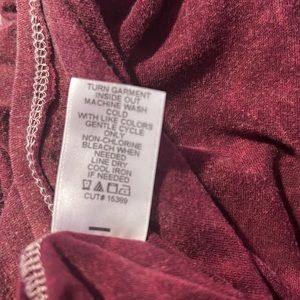 TURN GARMENT
INSIDE OUT
MACHINE WASH
COLD
WITH LIKE COLORS
GENTLE CYCLE
ONLY
NON-CHLORINE
BLEACH WHEN
NEEDED
LINE DRY
COOL IRON
IF NEEDED
CUT# 16399